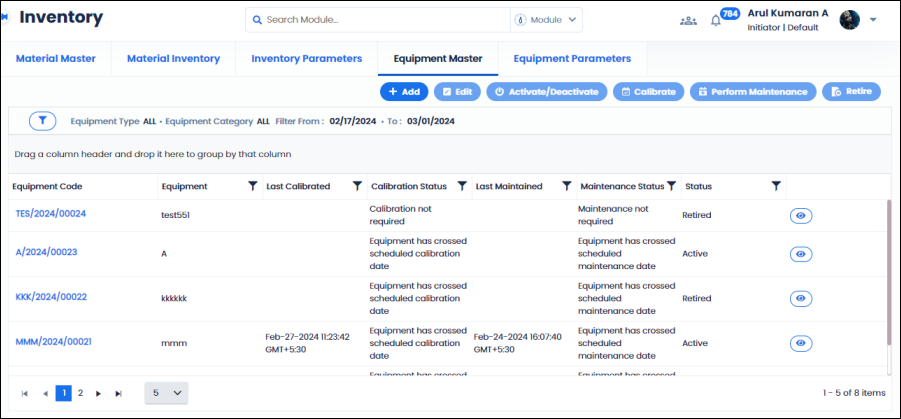 Inventory
Search Module...
Module
784
Arul Kumaran A
Initiator | Default
Material Master
Material Inventory
Inventory Parameters
Equipment Master
Equipment Parameters
+ Add
Edit
Activate/Deactivate
Calibrate
Perform Maintenance
Retire
Equipment Type ALL • Equipment Category ALL Filter From : 02/17/2024 • To : 03/01/2024
Drag a column header and drop it here to group by that column
Equipment Code Equipment Last Calibrated Calibration Status Last Maintained Maintenance Status Status
TES/2024/00024
test551
Calibration not
required
Maintenance not
required
Retired
A/2024/00023
A
Equipment has crossed
scheduled calibration
date
Equipment has crossed
scheduled
maintenance date
Active
KKK/2024/00022
kkkkkk
Equipment has crossed
scheduled calibration
date
Equipment has crossed
scheduled
maintenance date
Retired
MMM/2024/00021
mmm
Feb-27-2024 11:23:42
GMT+5:30
Equipment has crossed
scheduled calibration
date
Feb-24-2024 16:07:40
GMT+5:30
Equipment has crossed
scheduled
maintenance date
Active
Equipment has crossed
Equipment has crossed
1 2
5
1 - 5 of 8 items